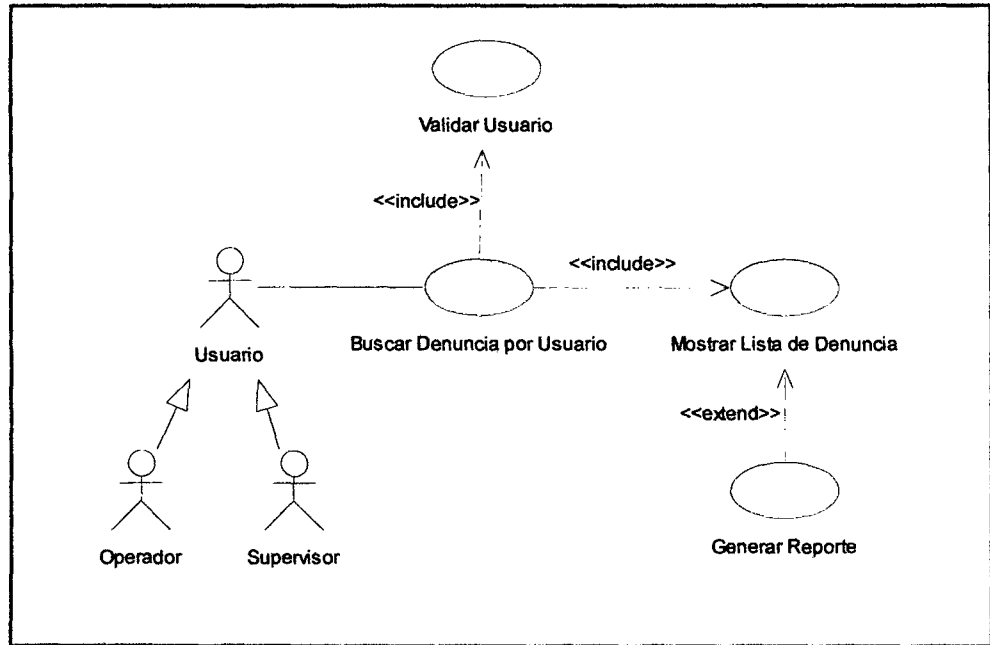 Validar Usuario
<<include>>
<<include>>
Usuario
Buscar Denuncia por Usuario
Mostrar Lista de Denuncia
<<extend>>
Operador
Supervisor
Generar Reporte